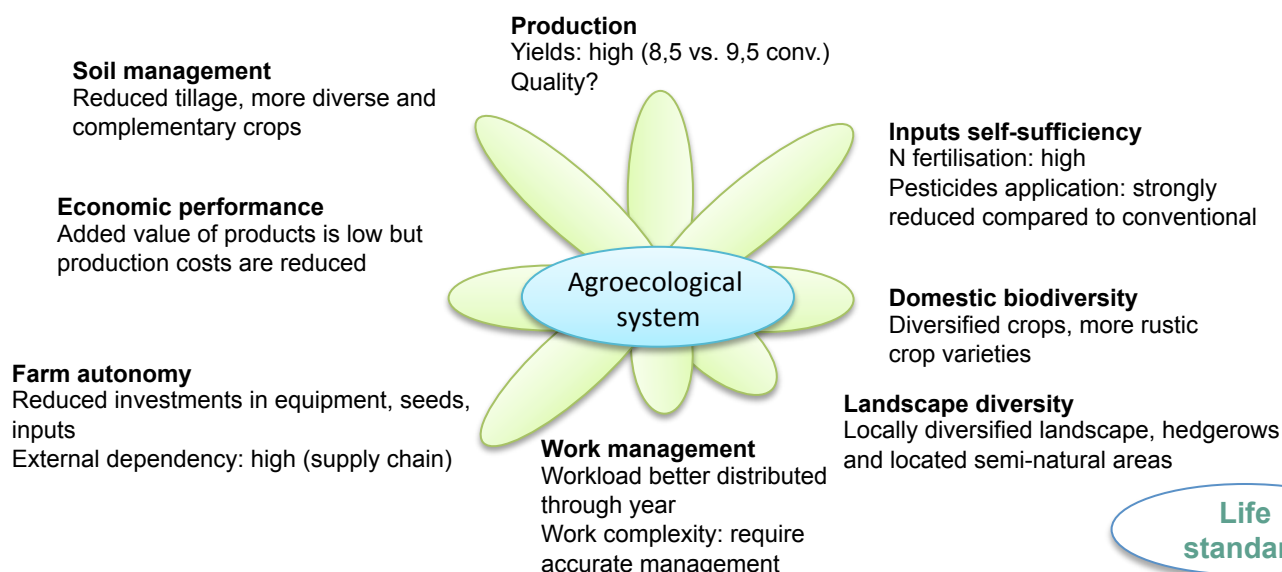 Production
Yields: high (8,5 vs. 9,5 conv.)
Quality?
Soil management
Reduced tillage, more diverse and
complementary crops
Inputs self-sufficiency
N fertilisation: high
Pesticides application: strongly
reduced compared to conventional
Economic performance
Added value of products is low but
production costs are reduced
Agroecological
system
Domestic biodiversity
Diversified crops, more rustic
crop varieties
Farm autonomy
Reduced investments in equipment, seeds,
inputs
External dependency: high (supply chain)
Landscape diversity
Locally diversified landscape, hedgerows
and located semi-natural areas
Work management
Workload better distributed
through year
Work complexity: require
accurate management
Life